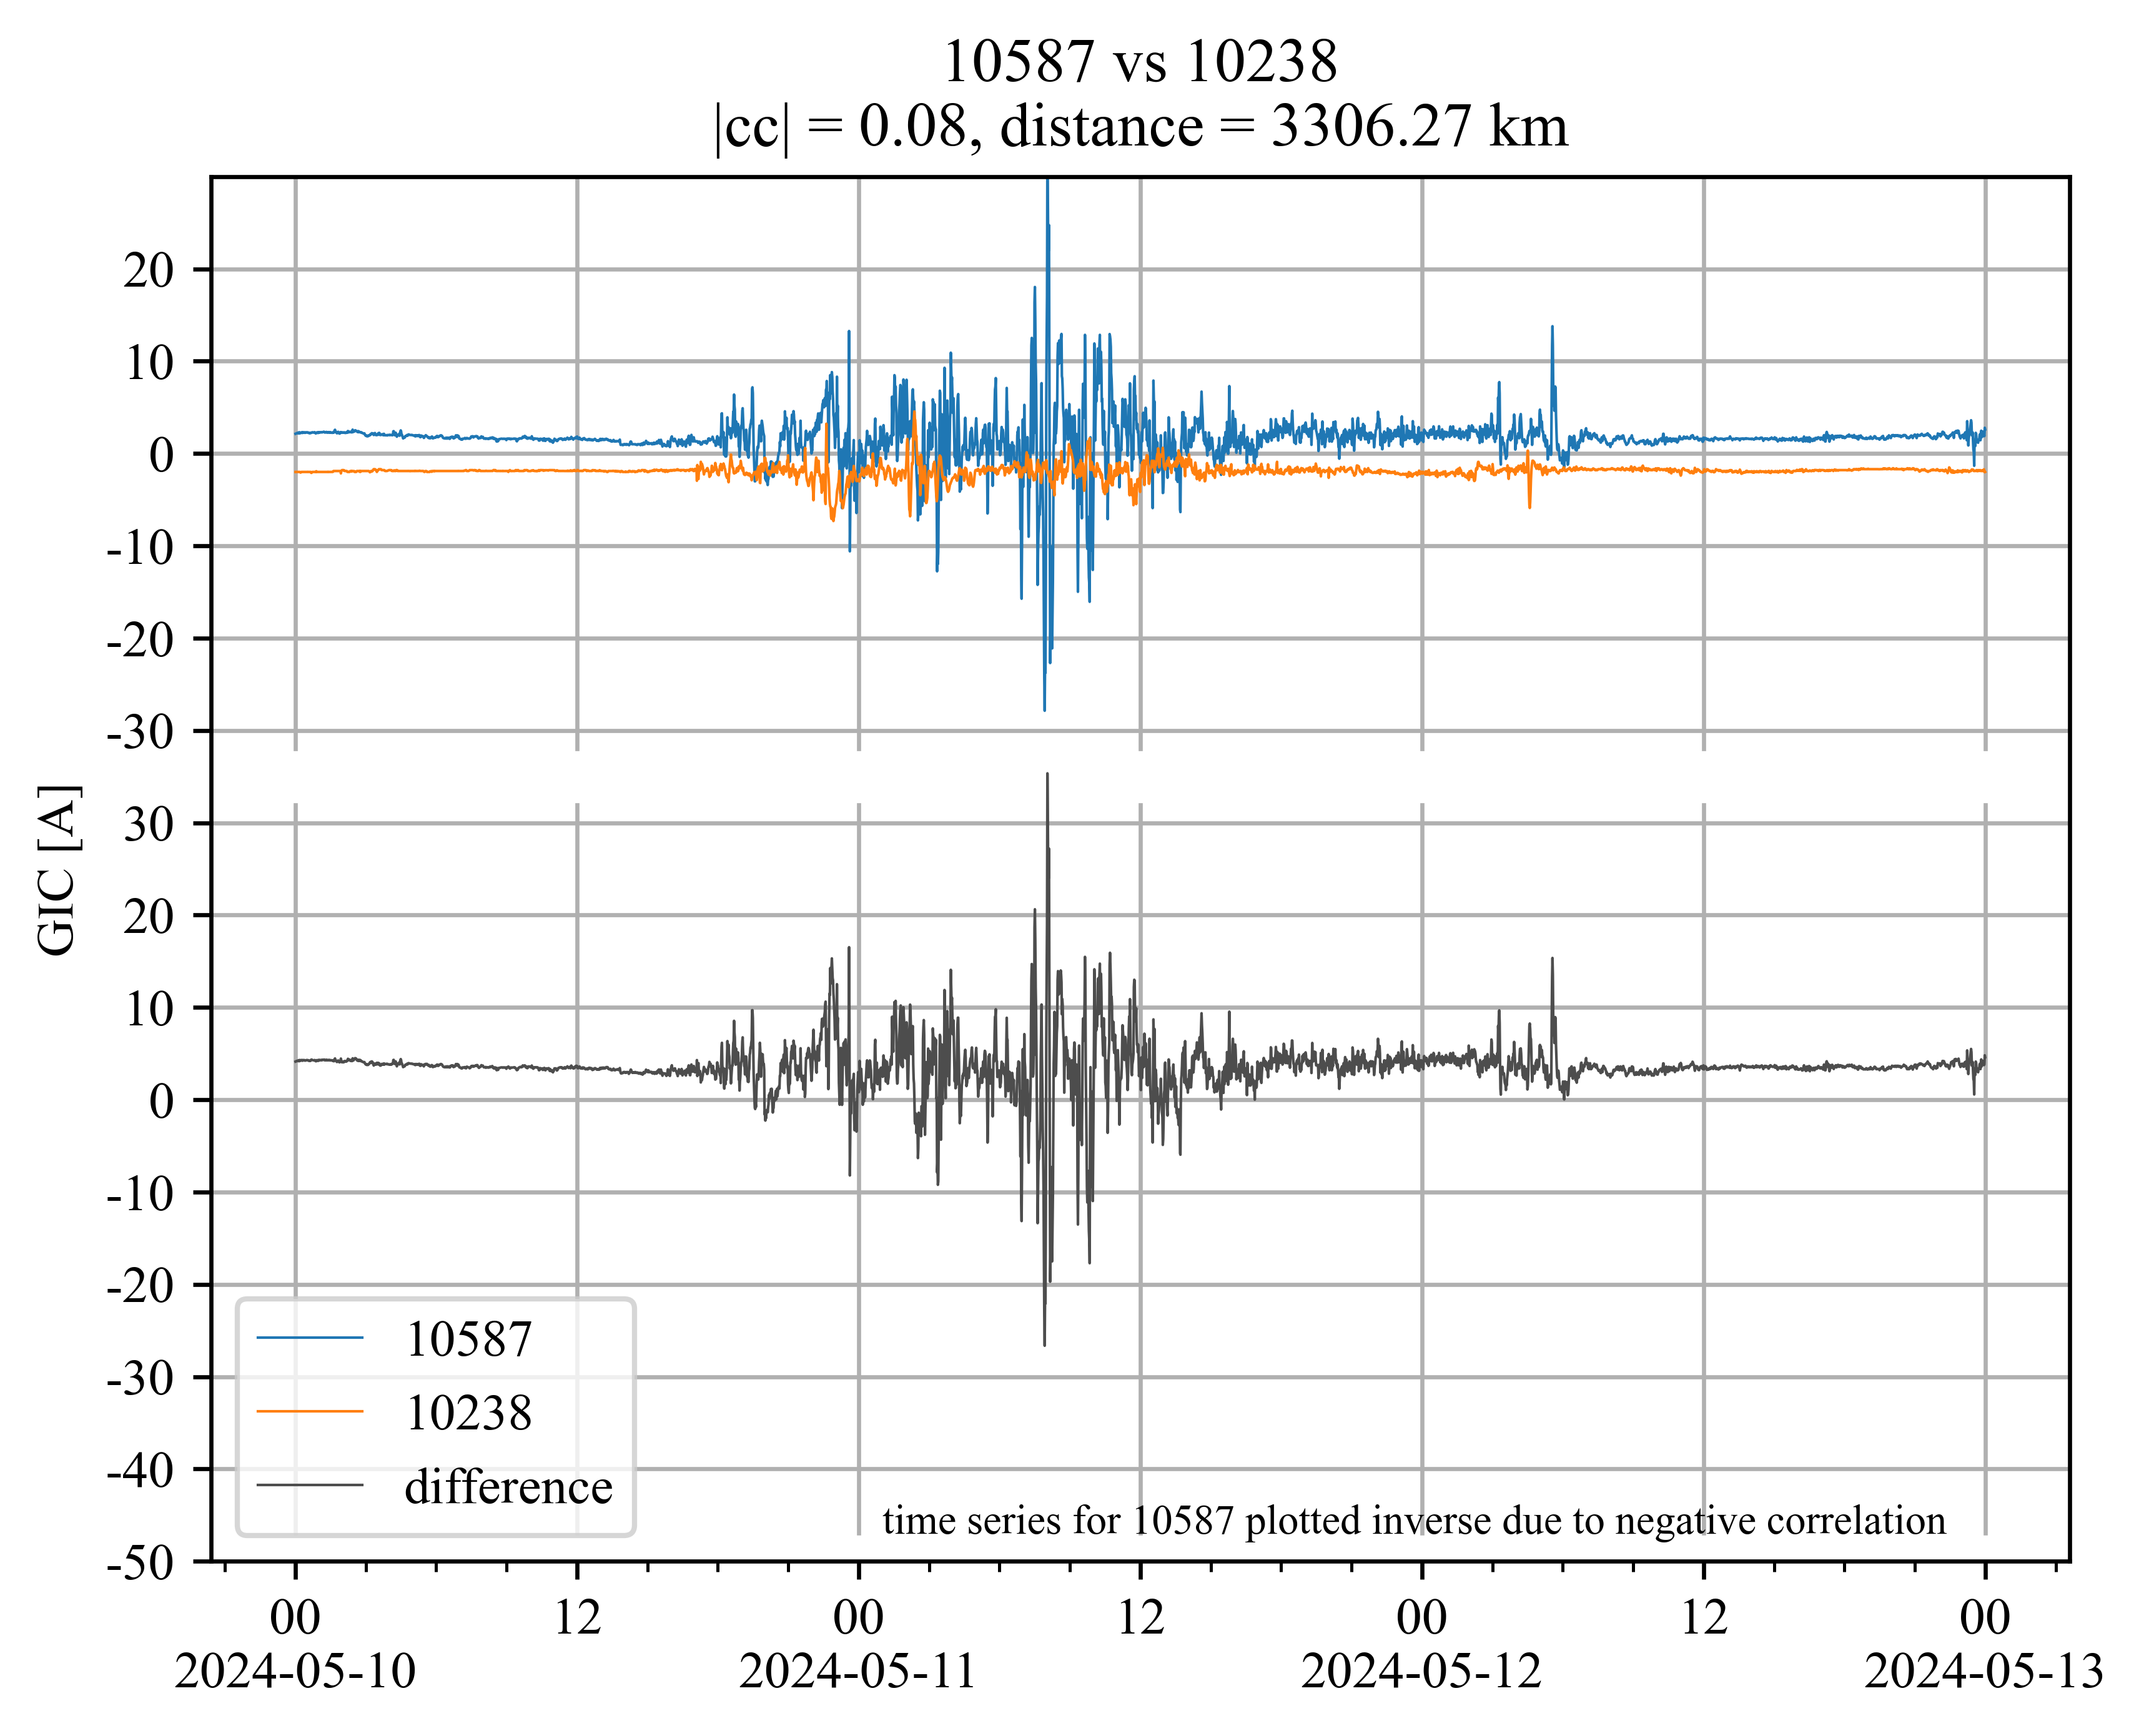 10587 vs 10238
|cc| = 0.08, distance = 3306.27 km
20
10
0
-10
-20
-30
GIC [A]
30
20
10
0
-10
-20
-30
-40
-50
10587
10238
difference
time series for 10587 plotted inverse due to negative correlation
00 12 00 12 00 12 00
2024-05-10 2024-05-11 2024-05-12 2024-05-13